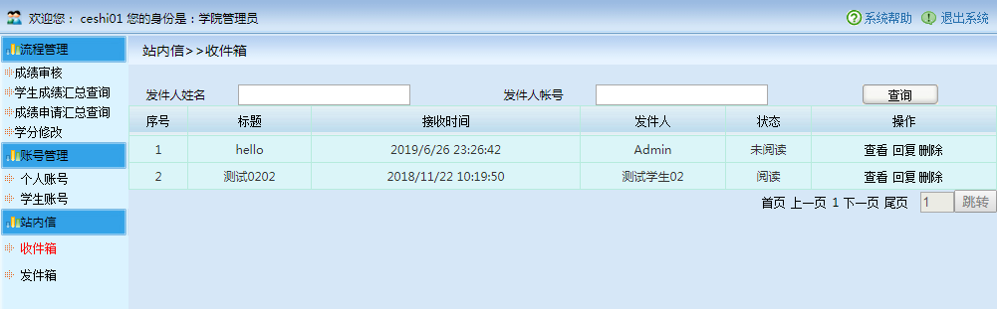 欢迎您： ceshi01 您的身份是：学院管理员
系统帮助 退出系统
流程管理
成绩审核
学生成绩汇总查询
成绩申请汇总查询
学分修改
账号管理
个人账号
学生账号
站内信
收件箱
发件箱
站内信>>收件箱
发件人姓名 发件人帐号 查询
序号 标题 接收时间 发件人 状态 操作
1 hello 2019/6/26 23:26:42 Admin 未阅读 查看 回复 删除
2 测试0202 2018/11/22 10:19:50 测试学生02 阅读 查看 回复 删除
首页 上一页 1 下一页 尾页 1 跳转